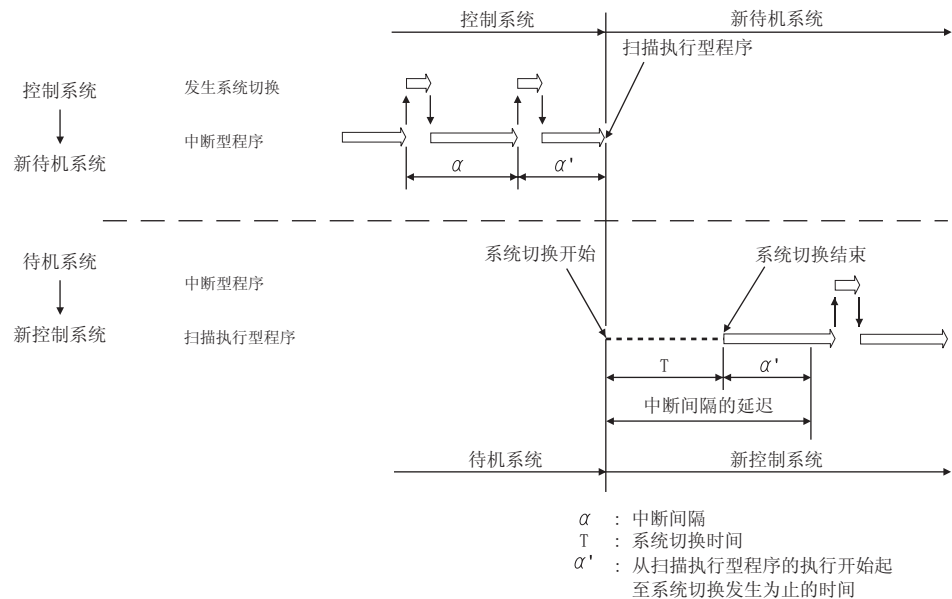 控制系统
新待机系统
扫描执行型程序
控制系统
发生系统切换
中断型程序
新待机系统
α
α'
待机系统
系统切换开始
系统切换结束
中断型程序
新控制系统
扫描执行型程序
T
α'
中断间隔的延迟
待机系统
新控制系统
α : 中断间隔
T : 系统切换时间
α' : 从扫描执行型程序的执行开始起
至系统切换发生为止的时间